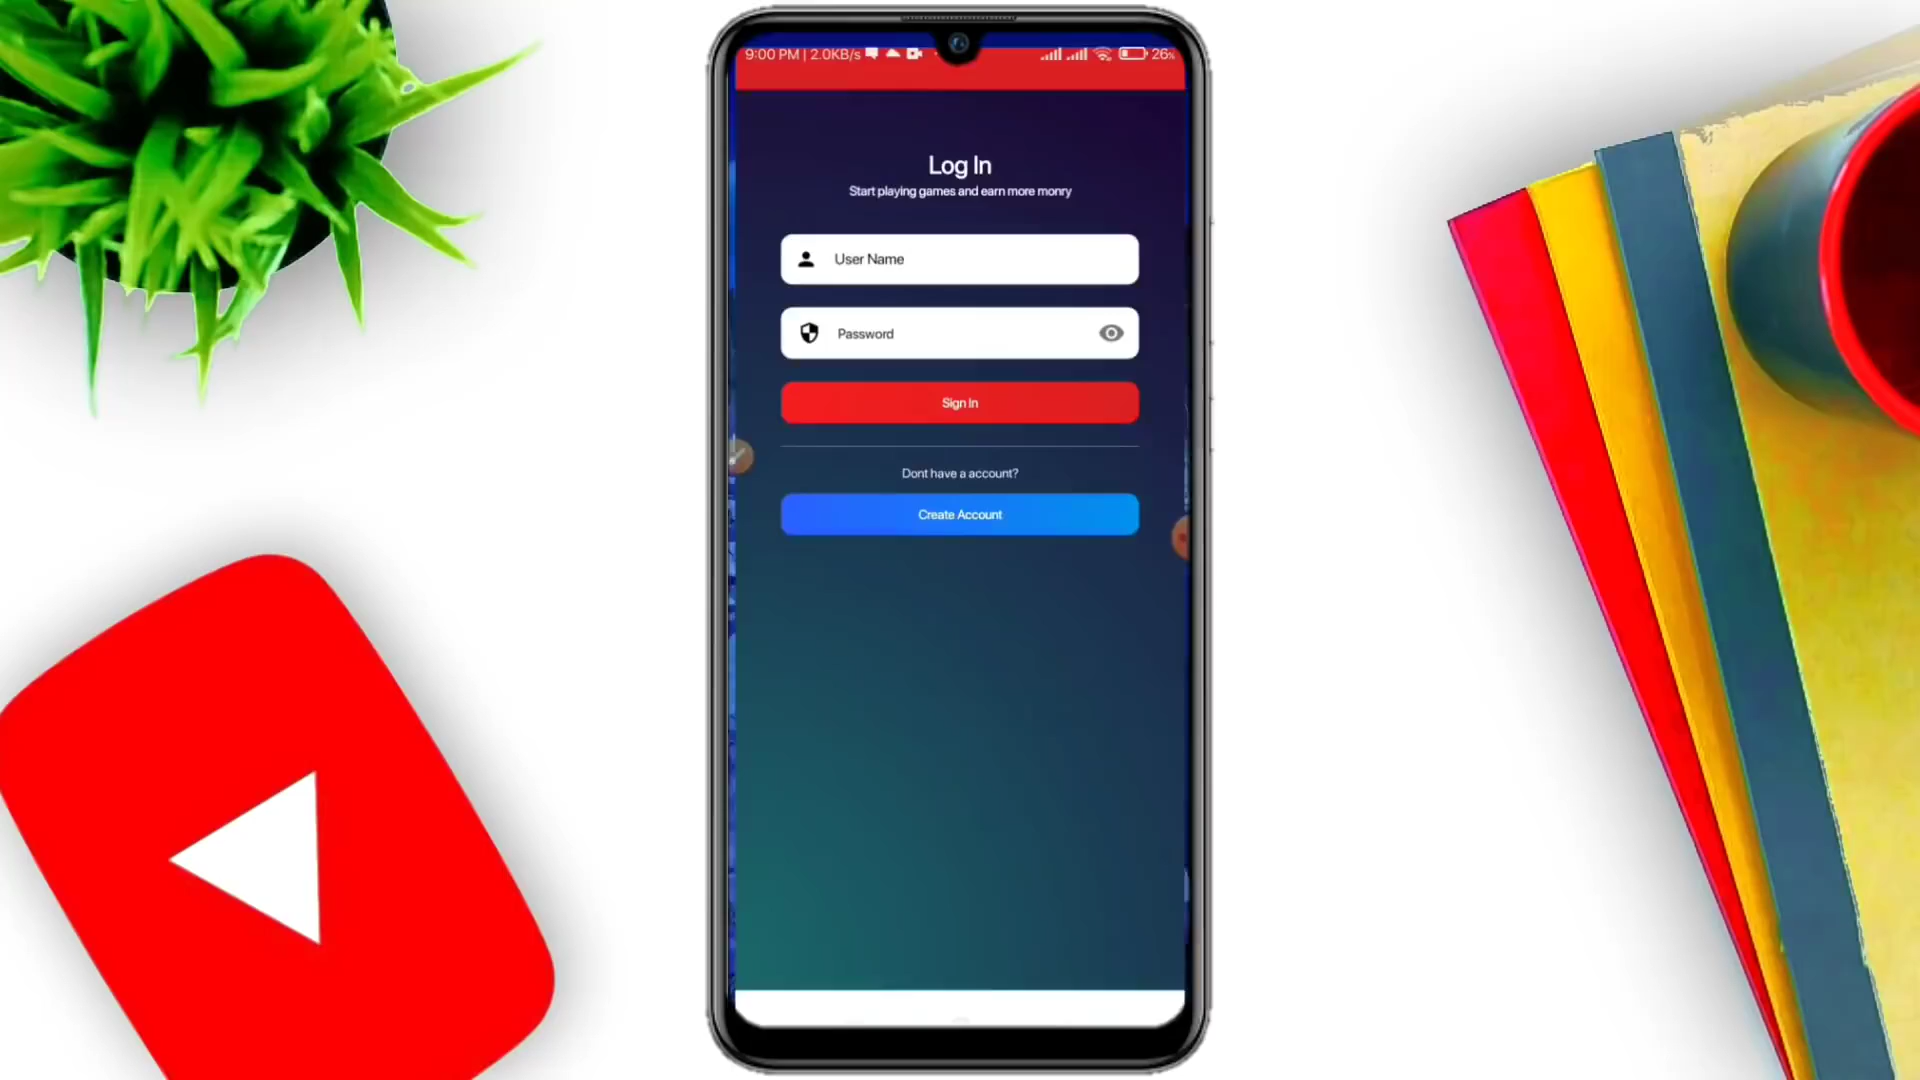 9:00 PM | 2.0KB/s
26%
Log In
Start playing games and earn more monry
User Name
Password
Sign In
Dont have a account?
Create Account